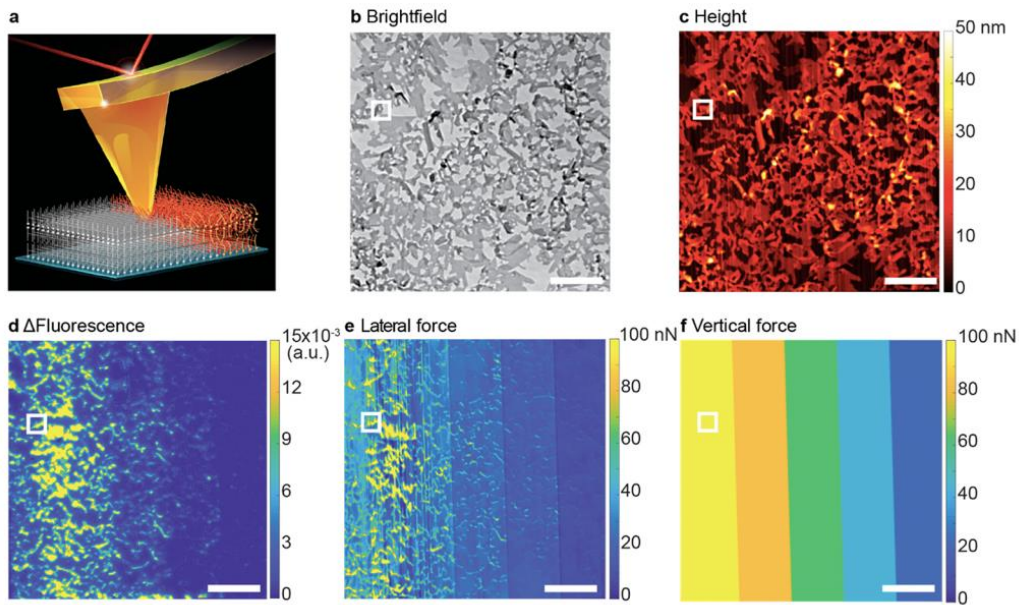 a
b Brightfield
c Height
50 nm
40
30
20
10
0
d ΔFluorescence
15x10-3
(a.u.)
12
9
6
3
0
e Lateral force
100 nN
80
60
40
20
0
f Vertical force
100 nN
80
60
40
20
0